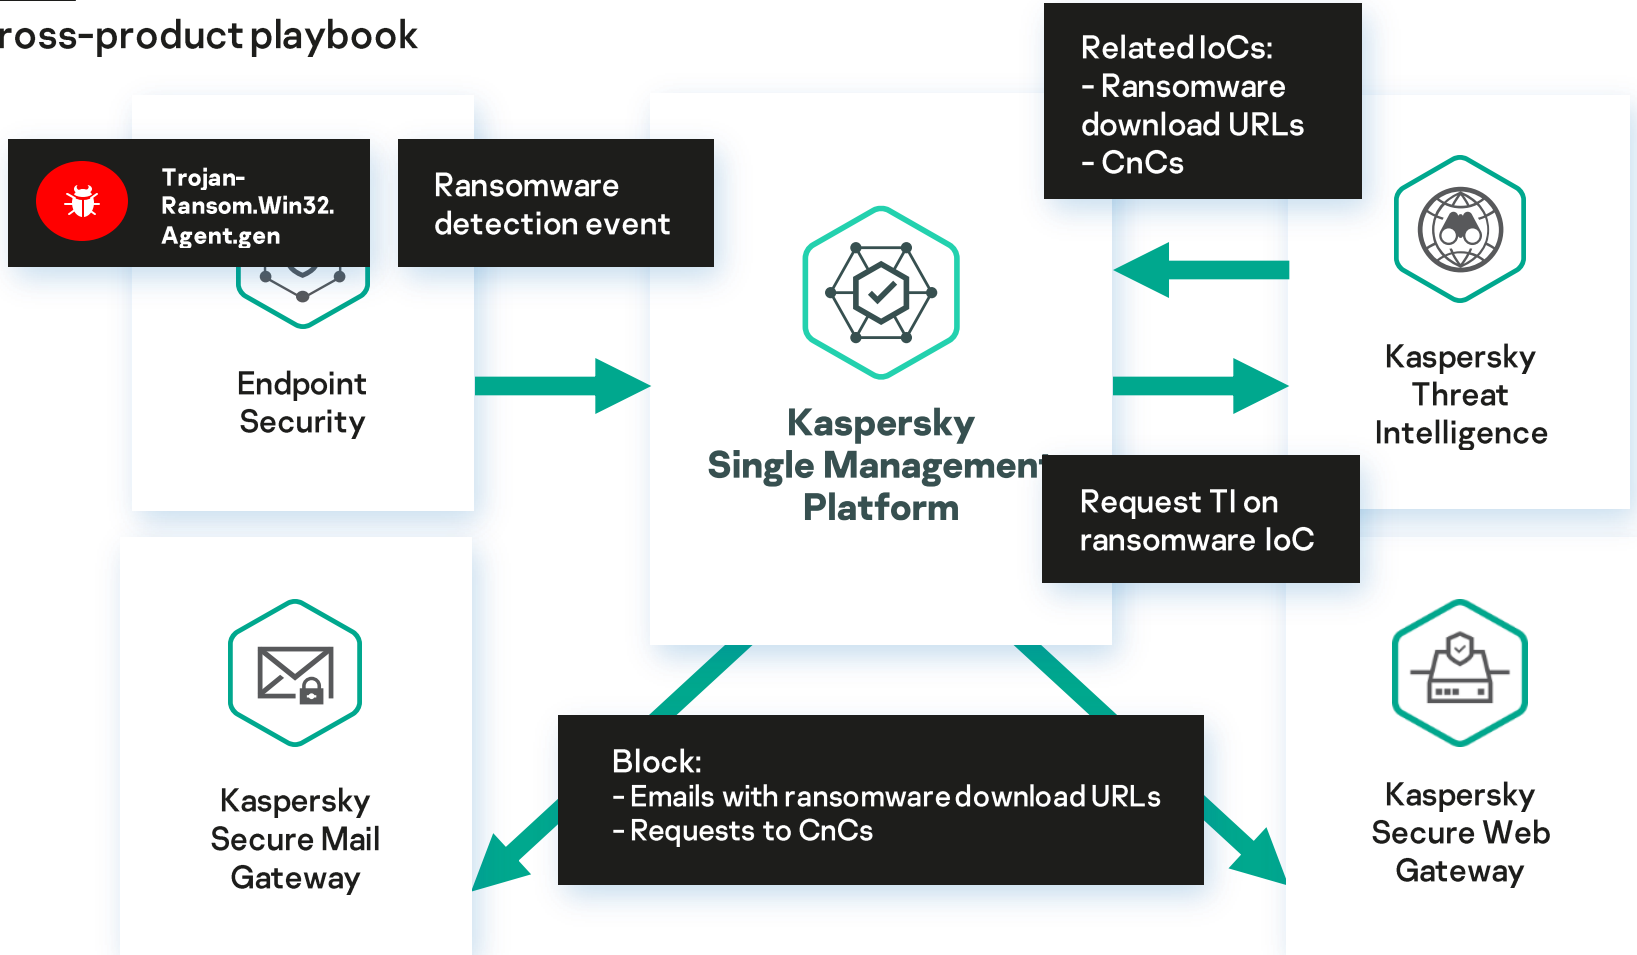 ross-product playbook
Related IoCs:
- Ransomware
download URLs
- CnCs
Trojan-
Ransom.Win32.
Agent.gen
Ransomware
detection event
Endpoint
Security
Kaspersky
Single Management
Platform
Kaspersky
Threat
Intelligence
Request TI on
ransomware IoC
Kaspersky
Secure Mail
Gateway
Block:
- Emails with ransomware download URLs
- Requests to CnCs
Kaspersky
Secure Web
Gateway